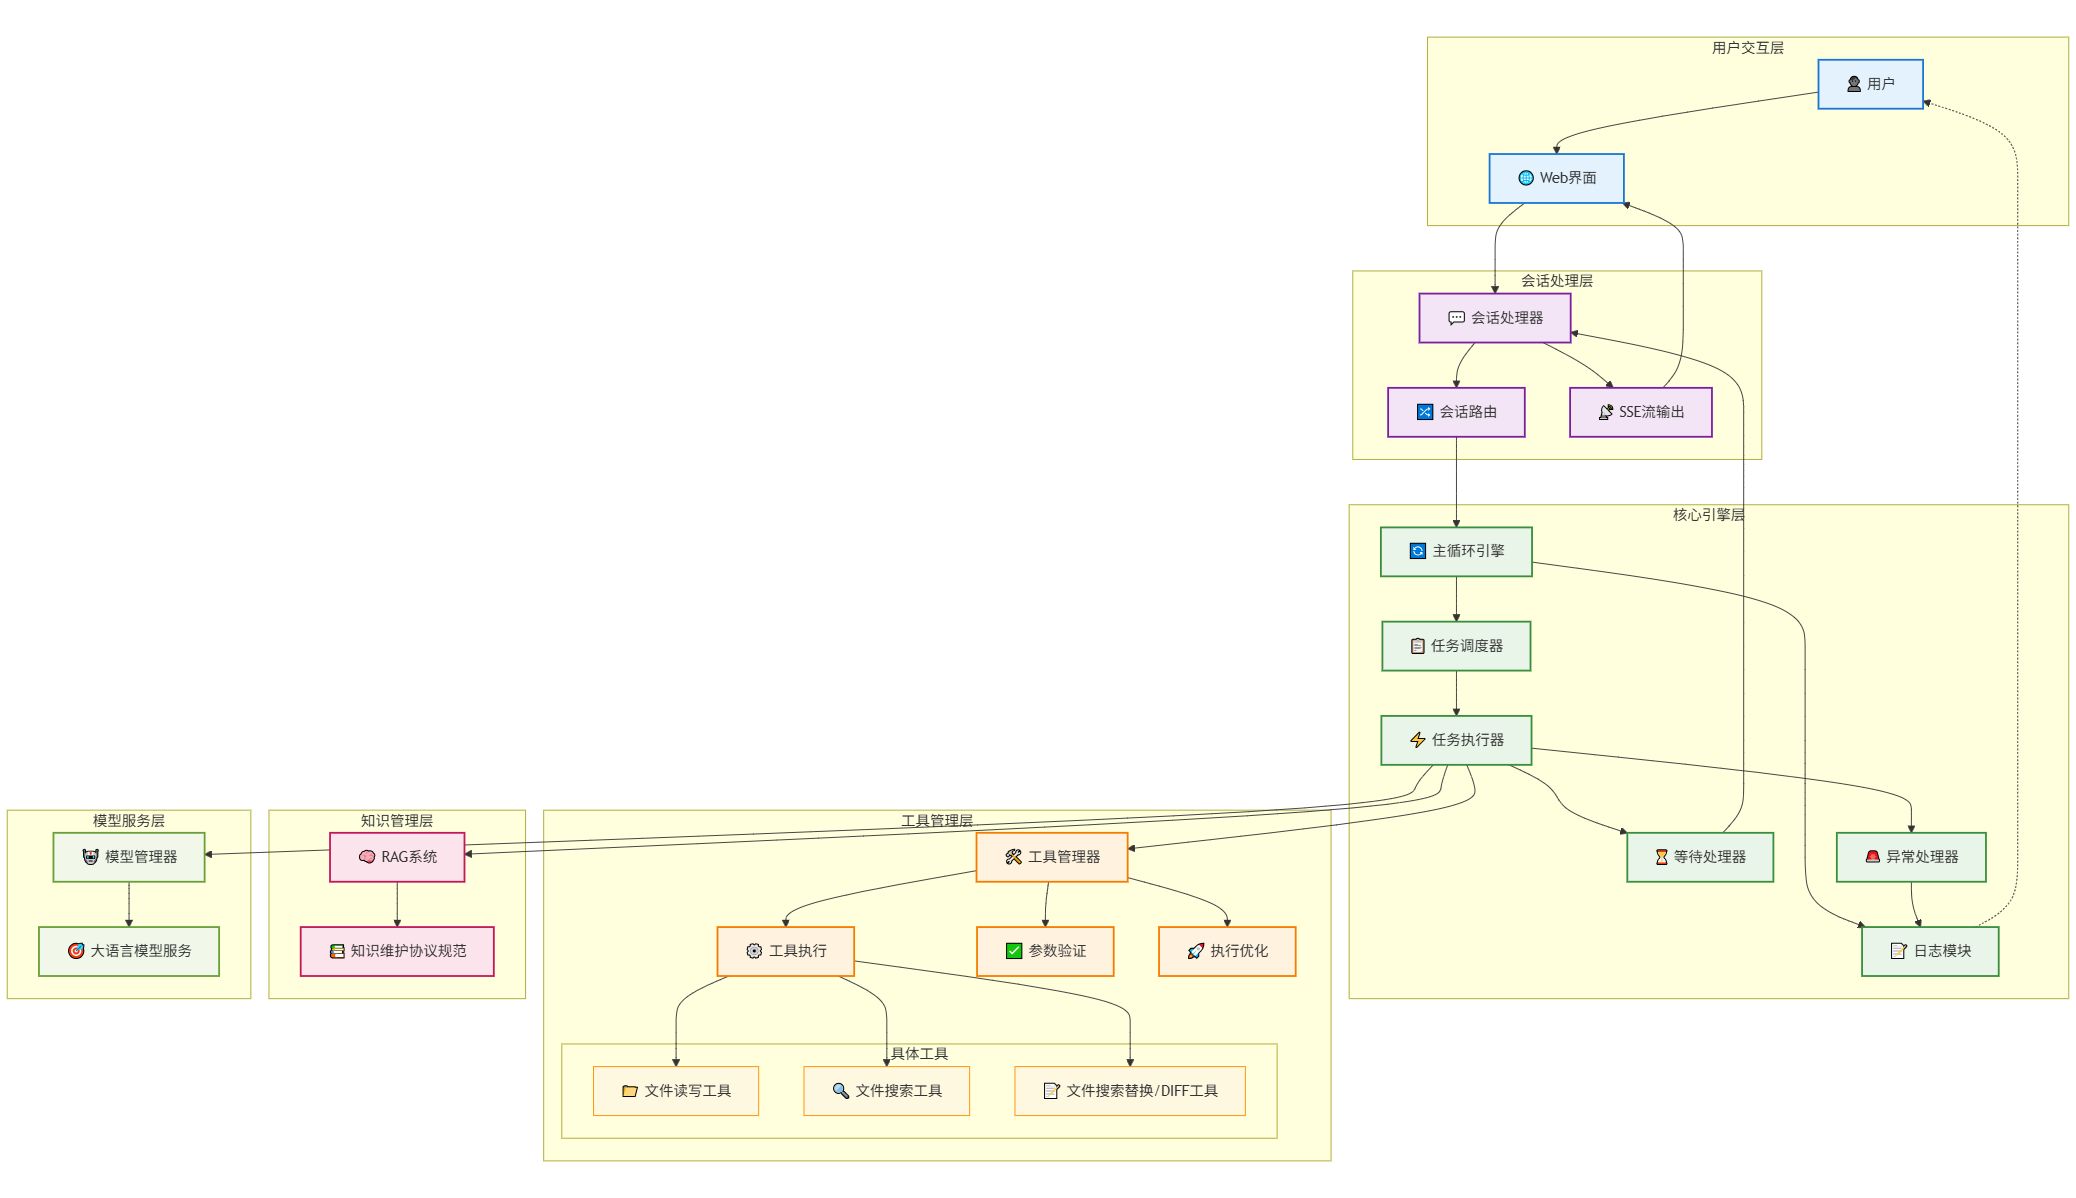 用户交互层
用户
Web界面
会话处理层
会话处理器
会话路由
SSE流输出
核心引擎层
主循环引擎
任务调度器
任务执行器
等待处理器
异常处理器
日志模块
模型服务层
模型管理器
大语言模型服务
知识管理层
RAG系统
知识维护协议规范
工具管理层
工具管理器
工具执行
参数验证
执行优化
具体工具
文件读写工具
文件搜索工具
文件搜索替换/DIFF工具